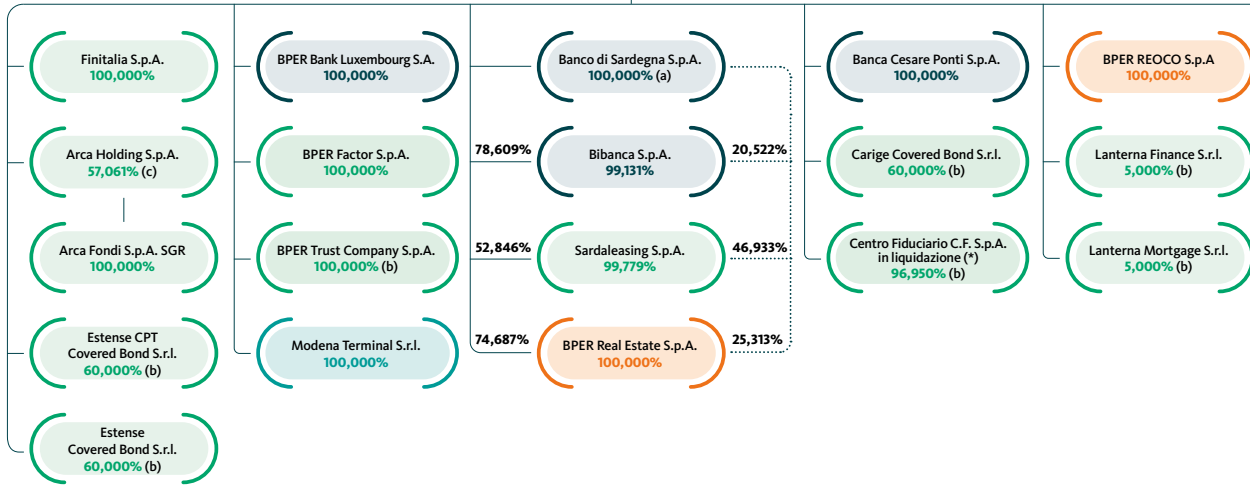 Finitalia S.p.A.
100,000%
BPER Bank Luxembourg S.A.
100,000%
Banco di Sardegna S.p.A.
100,000% (a)
Banca Cesare Ponti S.p.A.
100,000%
BPER REOCO S.p.A
100,000%
Arca Holding S.p.A.
57,061% (c)
BPER Factor S.p.A.
100,000%
78,609%
Bibanca S.p.A.
99,131%
20,522%
Carige Covered Bond S.r.l.
60,000% (b)
Lanterna Finance S.r.l.
5,000% (b)
Arca Fondi S.p.A. SGR
100,000%
BPER Trust Company S.p.A.
100,000% (b)
52,846%
Sardaleasing S.p.A.
99,779%
46,933%
Centro Fiduciario C.F. S.p.A.
in liquidazione (*)
96,950% (b)
Lanterna Mortgage S.r.l.
5,000% (b)
Estense CPT
Covered Bond S.r.l.
60,000% (b)
Modena Terminal S.r.l.
100,000%
74,687%
BPER Real Estate S.p.A.
100,000%
25,313%
Estense
Covered Bond S.r.l.
60,000% (b)